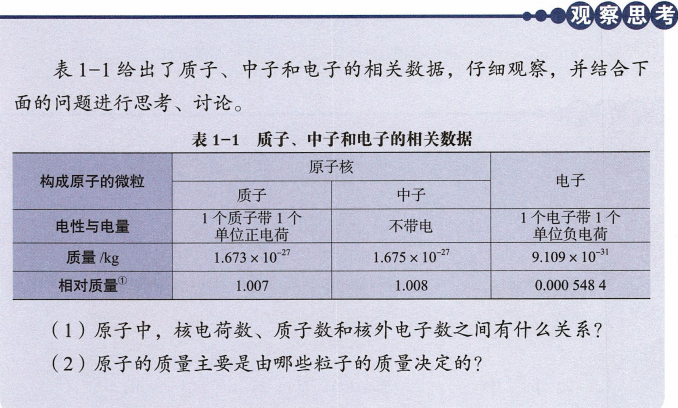 观察思考
表1-1给出了质子、中子和电子的相关数据，仔细观察，并结合下
面的问题进行思考、讨论。
表 1-1 质子、中子和电子的相关数据
构成原子的微粒 原子核 电子
质子 中子
电性与电量 1 个质子带 1 个单位正电荷 不带电 1 个电子带 1 个单位负电荷
质量 /kg 1.673 × 10⁻²⁷ 1.675 × 10⁻²⁷ 9.109 × 10⁻³¹
相对质量① 1.007 1.008 0.000 548 4
（1）原子中，核电荷数、质子数和核外电子数之间有什么关系？
（2）原子的质量主要是由哪些粒子的质量决定的？